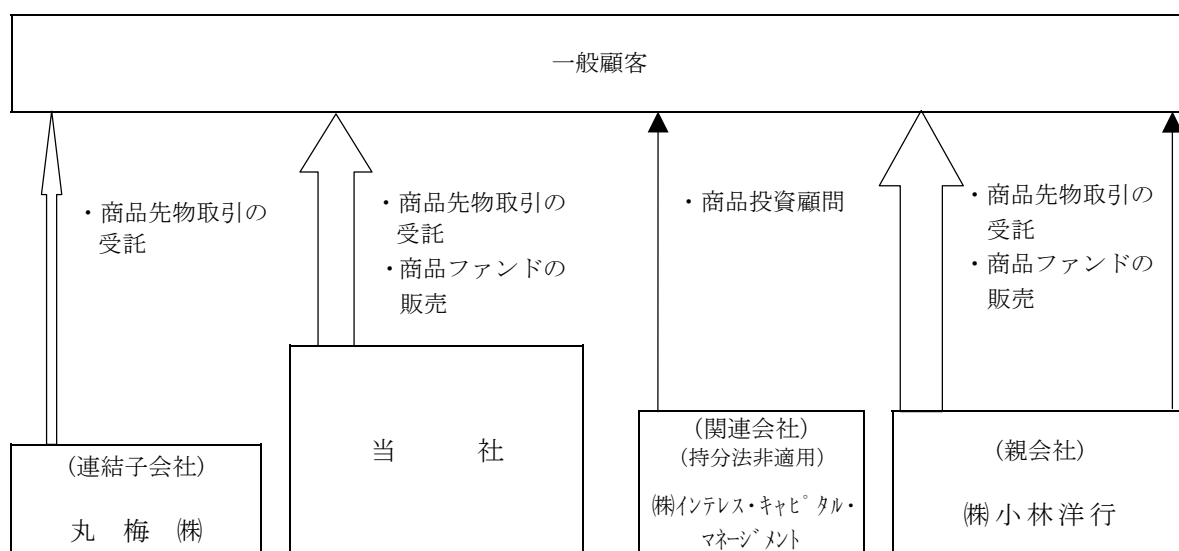 一般顧客
・商品先物取引の
受託
・商品先物取引の
受託
・商品ファンドの
販売
・商品投資顧問
・商品先物取引の
受託
・商品ファンドの
販売
(連結子会社)
丸 梅 ㈱
当 社
(関連会社)
(持分法非適用)
㈱インテレス・キャピタル・
マネージメント
(親会社)
㈱小林洋行